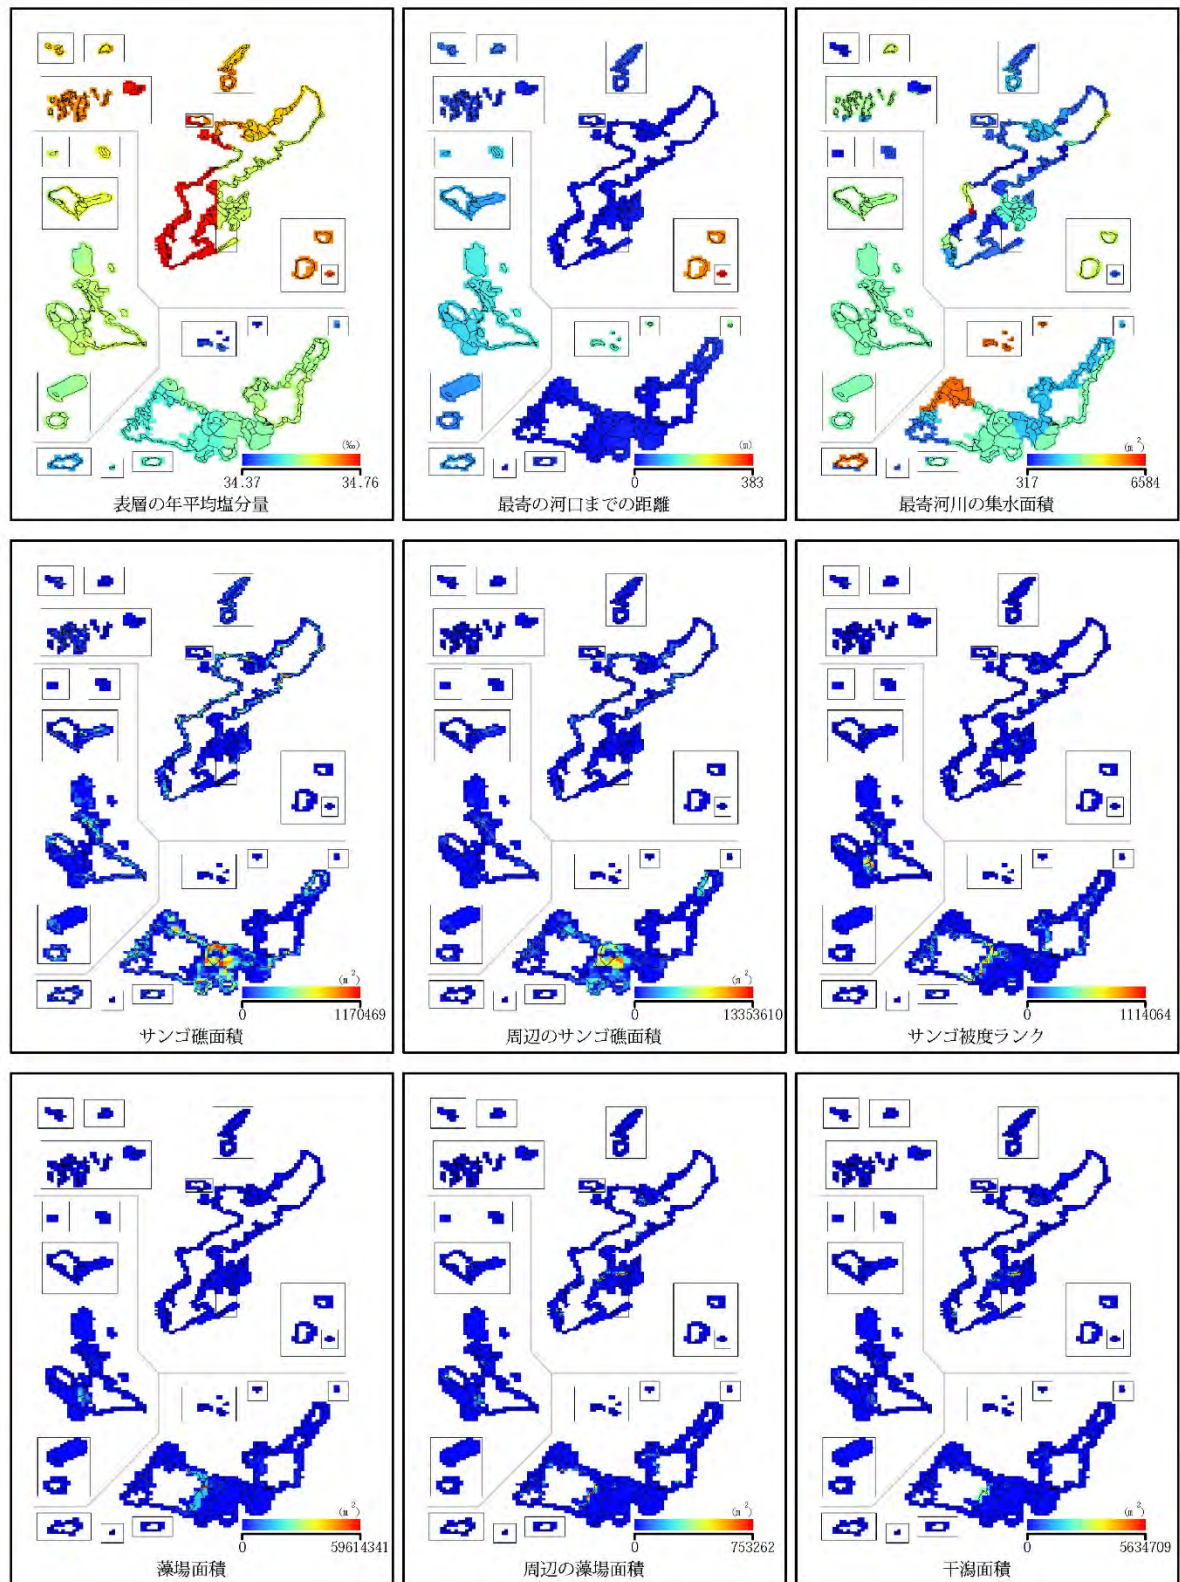 (‰)
34.37 34.76
表層の年平均塩分量
(m)
0 383
最寄の河口までの距離
(m²)
317 6584
最寄河川の集水面積
(m²)
0 1170469
サンゴ礁面積
(m²)
0 13353610
周辺のサンゴ礁面積
(m²)
0 1114064
サンゴ被度ランク
(m²)
0 59614341
藻場面積
(m²)
0 753262
周辺の藻場面積
(m²)
0 5634709
干潟面積